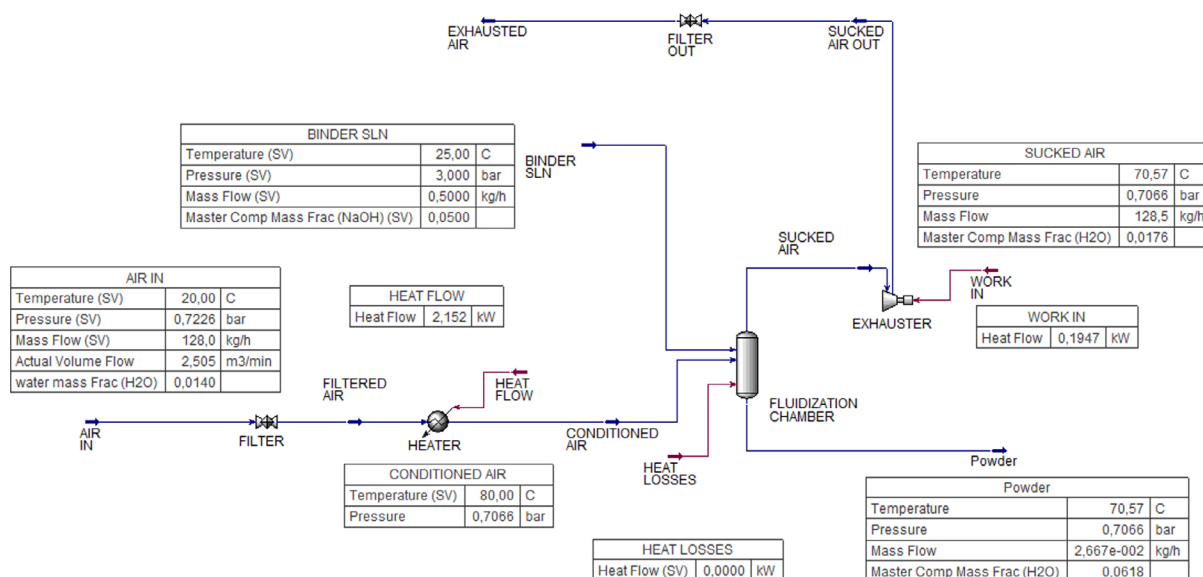 EXHAUSTED
AIR
FILTER
OUT
SUCKED
AIR OUT
BINDER SLN
Temperature (SV) 25,00 C
Pressure (SV) 3,000 bar
Mass Flow (SV) 0,5000 kg/h
Master Comp Mass Frac (NaOH) (SV) 0,0500
BINDER
SLN
SUCKED AIR
Temperature 70,57 C
Pressure 0,7066 bar
Mass Flow 128,5 kg/h
Master Comp Mass Frac (H2O) 0,0176
SUCKED
AIR
AIR IN
Temperature (SV) 20,00 C
Pressure (SV) 0,7226 bar
Mass Flow (SV) 128,0 kg/h
Actual Volume Flow 2,505 m3/min
water mass Frac (H2O) 0,0140
HEAT FLOW
Heat Flow 2,152 kW
WORK
IN
EXHAUSTER
WORK IN
Heat Flow 0,1947 kW
FILTERED
AIR
HEAT
FLOW
FLUIDIZATION
CHAMBER
AIR
IN
FILTER
HEATER
CONDITIONED
AIR
HEAT
LOSSES
Powder
CONDITIONED AIR
Temperature (SV) 80,00 C
Pressure 0,7066 bar
Powder
Temperature 70,57 C
Pressure 0,7066 bar
Mass Flow 2,667e-002 kg/h
Master Comp Mass Frac (H2O) 0,0618
HEAT LOSSES
Heat Flow (SV) 0,0000 kW